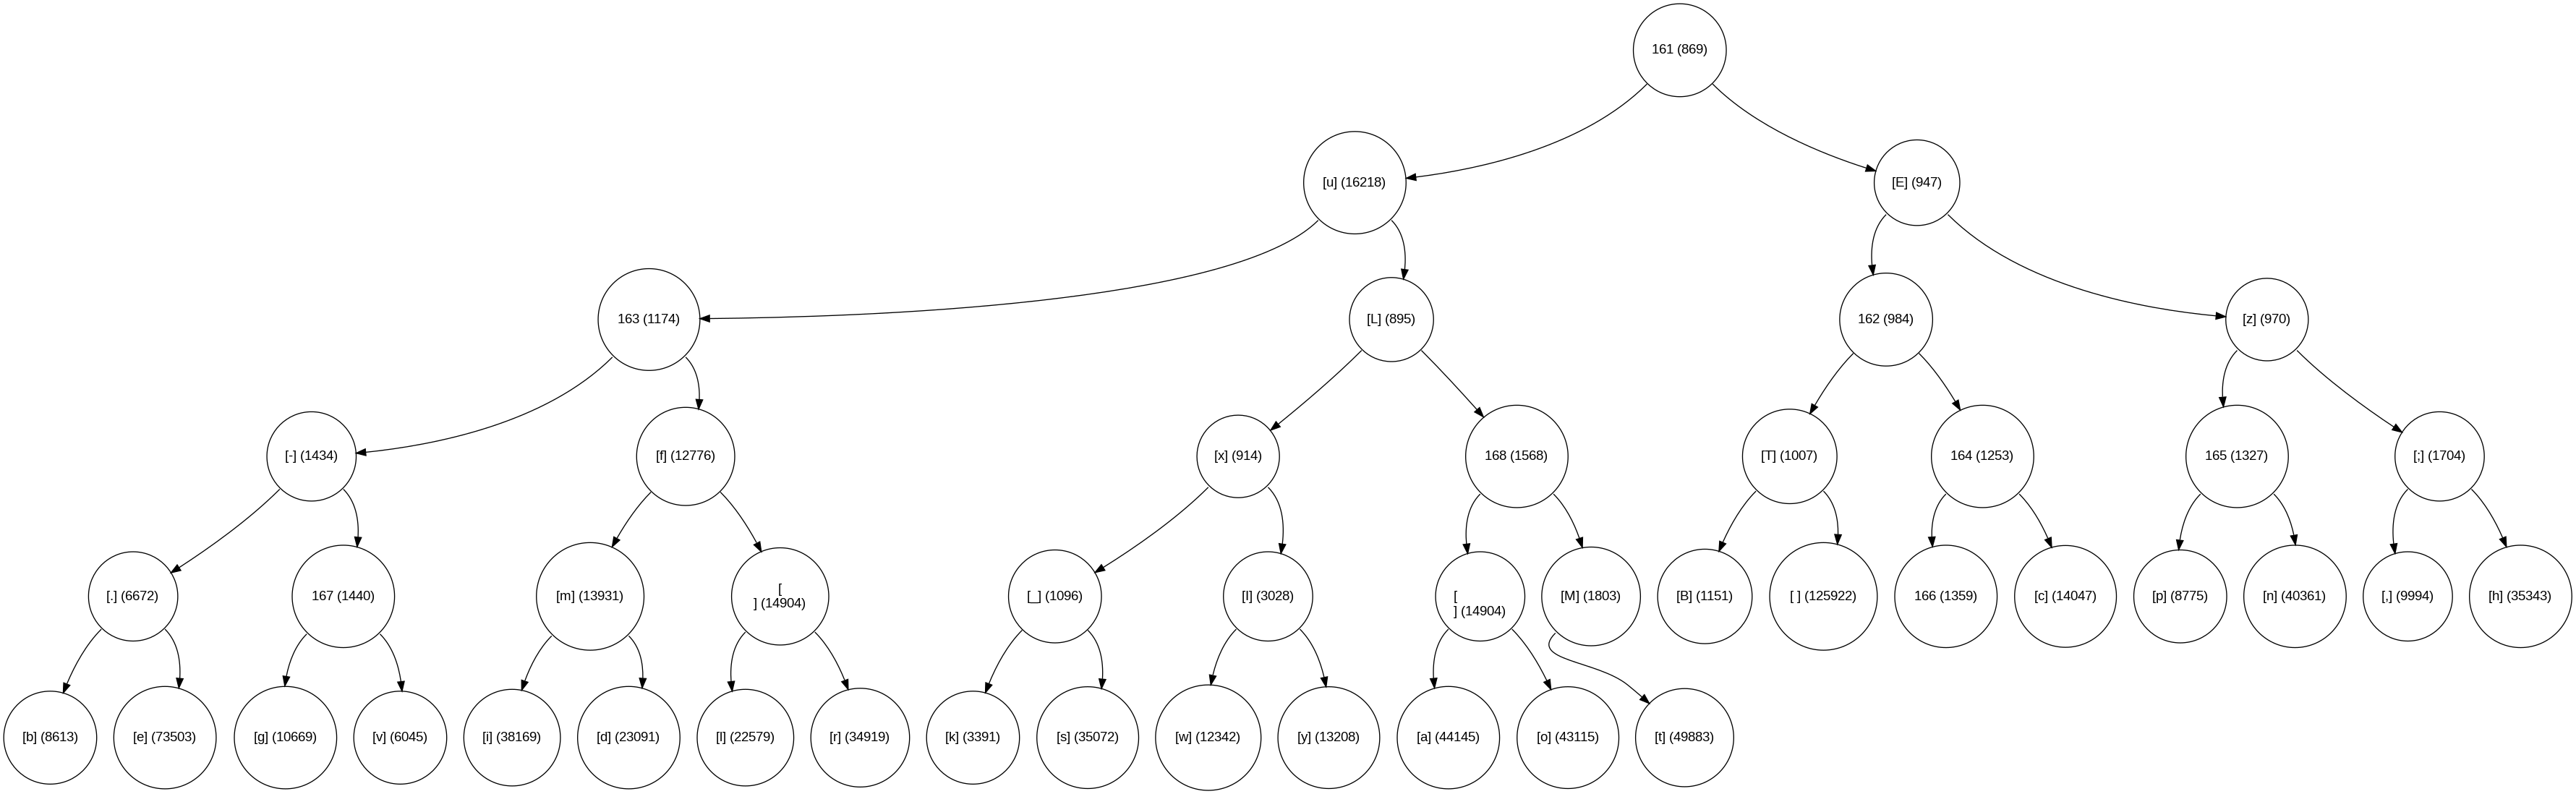 161 (869)
[u] (16218)
[E] (947)
163 (1174)
[L] (895)
162 (984)
[z] (970)
[-] (1434)
[f] (12776)
[x] (914)
168 (1568)
[T] (1007)
164 (1253)
165 (1327)
[;] (1704)
[.] (6672)
167 (1440)
[m] (13931)
[
] (14904)
[_] (1096)
[I] (3028)
[
] (14904)
[M] (1803)
[B] (1151)
[ ] (125922)
166 (1359)
[c] (14047)
[p] (8775)
[n] (40361)
[,] (9994)
[h] (35343)
[b] (8613)
[e] (73503)
[g] (10669)
[v] (6045)
[i] (38169)
[d] (23091)
[l] (22579)
[r] (34919)
[k] (3391)
[s] (35072)
[w] (12342)
[y] (13208)
[a] (44145)
[o] (43115)
[t] (49883)